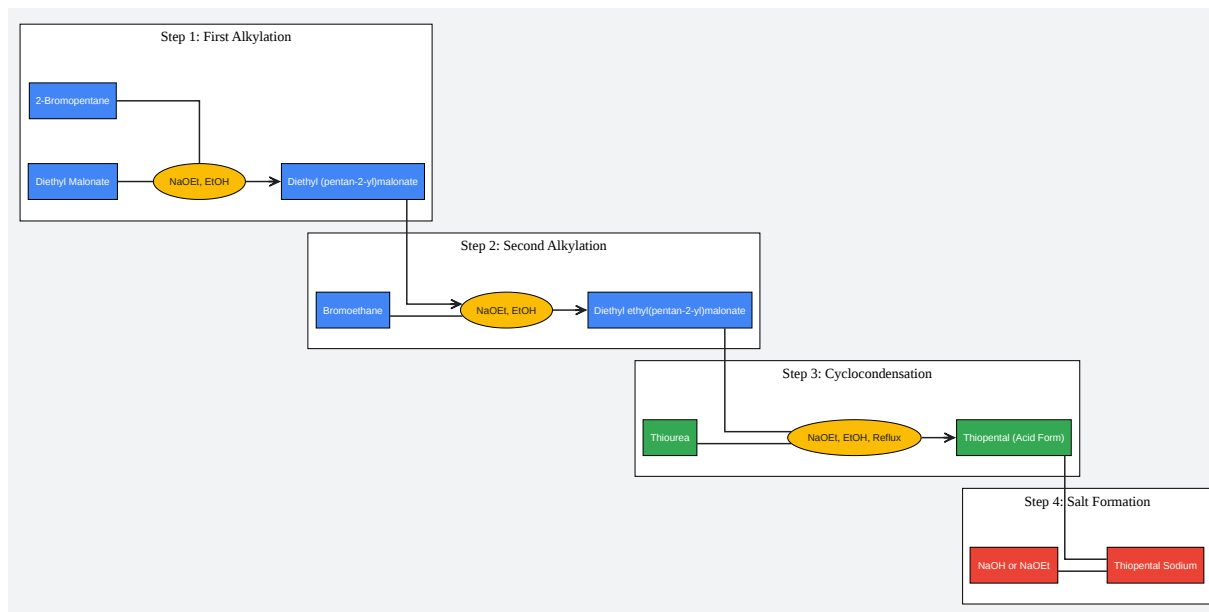 Step 1: First Alkylation
2-Bromopentane
Diethyl Malonate
NaOEt, EtOH
Diethyl (pentan-2-yl)malonate
Step 2: Second Alkylation
Bromoethane
NaOEt, EtOH
Diethyl ethyl(pentan-2-yl)malonate
Step 3: Cyclocondensation
Thiourea
NaOEt, EtOH, Reflux
Thiopental (Acid Form)
Step 4: Salt Formation
NaOH or NaOEt
Thiopental Sodium